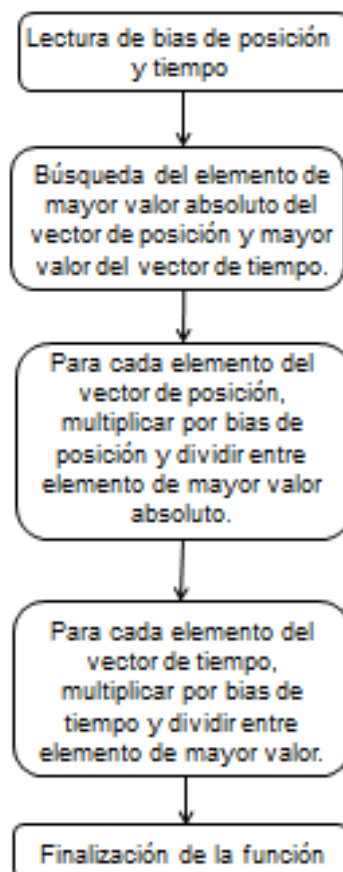 Lectura de bias de posición
y tiempo
Búsqueda del elemento de
mayor valor absoluto del
vector de posición y mayor
valor del vector de tiempo.
Para cada elemento del
vector de posición,
multiplicar por bias de
posición y dividir entre
elemento de mayor valor
absoluto.
Para cada elemento del
vector de tiempo,
multiplicar por bias de
tiempo y dividir entre
elemento de mayor valor.
Finalización de la función